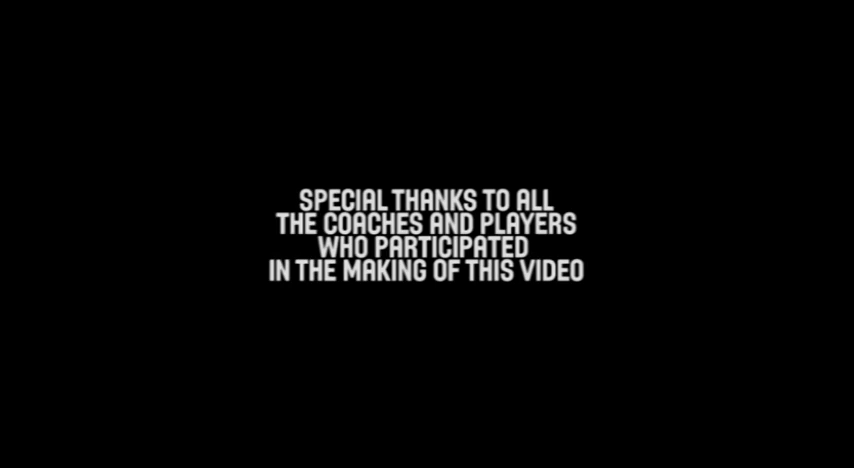 SPECIAL THANKS TO ALL
THE COACHES AND PLAYERS
WHO PARTICIPATED
IN THE MAKING OF THIS VIDEO